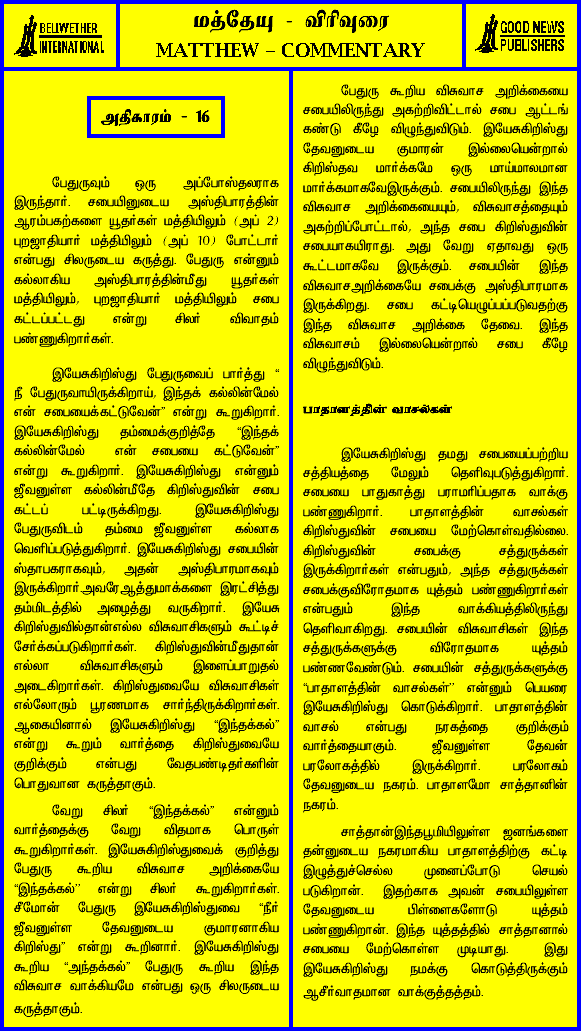 BELWETHER
INTERNATIONAL
மத்தேயு - விரிவுரை
MATTHEW – COMMENTARY
GOOD NEWS
PUBLISHERS
அதிகாரம் - 16
பேதுருவும் ஒரு அப்போஸ்தலராக
இருந்தார். சபையினுடைய அஸ்திபாரத்தின்
ஆரம்பகற்களை யூதர்கள் மத்தியிலும் (அப் 2)
புறஜாதியார் மத்தியிலும் (அப் 10) போட்டார்
என்பது சிலருடைய கருத்து. பேதுரு என்னும்
கல்லாகிய அஸ்திபாரத்தின்மீது யூதர்கள்
மத்தியிலும், புறஜாதியார் மத்தியிலும் சபை
கட்டப்பட்டது என்று சிலர் விவாதம்
பண்ணுகிறார்கள்.
இயேசுகிறிஸ்து பேதுருவைப் பார்த்து “
நீ பேதுருவாயிருக்கிறாய், இந்தக் கல்லின்மேல்
என் சபையைக்கட்டுவேன்” என்று கூறுகிறார்.
இயேசுகிறிஸ்து தம்மைக்குறித்தே “இந்தக்
கல்லின்மேல் என் சபையை கட்டுவேன்”
என்று கூறுகிறார். இயேசுகிறிஸ்து என்னும்
ஜீவனுள்ள கல்லின்மீதே கிறிஸ்துவின் சபை
கட்டப் பட்டிருக்கிறது. இயேசுகிறிஸ்து
பேதுருவிடம் தம்மை ஜீவனுள்ள கல்லாக
வெளிப்படுத்துகிறார். இயேசுகிறிஸ்து சபையின்
ஸ்தாபகராகவும், அதன் அஸ்திபாரமாகவும்
இருக்கிறார்.அவரேஆத்துமாக்களை இரட்சித்து
தம்மிடத்தில் அழைத்து வருகிறார். இயேசு
கிறிஸ்துவில்தான்எல்லா விசுவாசிகளும் கூட்டிச்
சேர்க்கப்படுகிறார்கள். கிறிஸ்துவின்மீதுதான்
எல்லா விசுவாசிகளும் இளைப்பாறுதல்
அடைகிறார்கள். கிறிஸ்துவையே விசுவாசிகள்
எல்லோரும் பூரணமாக சார்ந்திருக்கிறார்கள்.
ஆகையினால் இயேசுகிறிஸ்து “இந்தக்கல்”
என்று கூறும் வார்த்தை கிறிஸ்துவையே
குறிக்கும் என்பது வேதபண்டிதர்களின்
பொதுவான கருத்தாகும்.
வேறு சிலர் “இந்தக்கல்” என்னும்
வார்த்தைக்கு வேறு விதமாக பொருள்
கூறுகிறார்கள். இயேசுகிறிஸ்துவைக் குறித்து
பேதுரு கூறிய விசுவாச அறிக்கையே
“இந்தக்கல்” என்று சிலர் கூறுகிறார்கள்.
சீமோன் பேதுரு இயேசுகிறிஸ்துவை “நீர்
ஜீவனுள்ள தேவனுடைய குமாரனாகிய
கிறிஸ்து” என்று கூறினார். இயேசுகிறிஸ்து
கூறிய “அந்தக்கல்” பேதுரு கூறிய இந்த
விசுவாச வாக்கியமே என்பது ஒரு சிலருடைய
கருத்தாகும்.
பேதுரு கூறிய விசுவாச அறிக்கையை
சபையிலிருந்து அகற்றிவிட்டால் சபை ஆட்டங்
கண்டு கீழே விழுந்துவிடும். இயேசுகிறிஸ்து
தேவனுடைய குமாரன் இல்லையென்றால்
கிறிஸ்தவ மார்க்கமே ஒரு மாய்மாலமான
மார்க்கமாகவேஇருக்கும். சபையிலிருந்து இந்த
விசுவாச அறிக்கையையும், விசுவாசத்தையும்
அகற்றிப்போட்டால், அந்த சபை கிறிஸ்துவின்
சபையாகயிராது. அது வேறு ஏதாவது ஒரு
கூட்டமாகவே இருக்கும். சபையின் இந்த
விசுவாசஅறிக்கையே சபைக்கு அஸ்திபாரமாக
இருக்கிறது. சபை கட்டியெழுப்பப்படுவதற்கு
இந்த விசுவாச அறிக்கை தேவை. இந்த
விசுவாசம் இல்லையென்றால் சபை கீழே
விழுந்துவிடும்.
பாதாளத்தின் வாசல்கள்
இயேசுகிறிஸ்து தமது சபையைப்பற்றிய
சத்தியத்தை மேலும் தெளிவுபடுத்துகிறார்.
சபையை பாதுகாத்து பராமரிப்பதாக வாக்கு
பண்ணுகிறார். பாதாளத்தின் வாசல்கள்
கிறிஸ்துவின் சபையை மேற்கொள்வதில்லை.
கிறிஸ்துவின் சபைக்கு சத்துருக்கள்
இருக்கிறார்கள் என்பதும், அந்த சத்துருக்கள்
சபைக்குவிரோதமாக யுத்தம் பண்ணுகிறார்கள்
என்பதும் இந்த வாக்கியத்திலிருந்து
தெளிவாகிறது. சபையின் விசுவாசிகள் இந்த
சத்துருக்களுக்கு விரோதமாக யுத்தம்
பண்ணவேண்டும். சபையின் சத்துருக்களுக்கு
“பாதாளத்தின் வாசல்கள்’’ என்னும் பெயரை
இயேசுகிறிஸ்து கொடுக்கிறார். பாதாளத்தின்
வாசல் என்பது நரகத்தை குறிக்கும்
வார்த்தையாகும். ஜீவனுள்ள தேவன்
பரலோகத்தில் இருக்கிறார். பரலோகம்
தேவனுடைய நகரம். பாதாளமோ சாத்தானின்
நகரம்.
சாத்தான்இந்தபூமியிலுள்ள ஜனங்களை
தன்னுடைய நகரமாகிய பாதாளத்திற்கு கட்டி
இழுத்துச்செல்ல முனைப்போடு செயல்
படுகிறான். இதற்காக அவன் சபையிலுள்ள
தேவனுடைய பிள்ளைகளோடு யுத்தம்
பண்ணுகிறான். இந்த யுத்தத்தில் சாத்தானால்
சபையை மேற்கொள்ள முடியாது. இது
இயேசுகிறிஸ்து நமக்கு கொடுத்திருக்கும்
ஆசீர்வாதமான வாக்குத்தத்தம்.